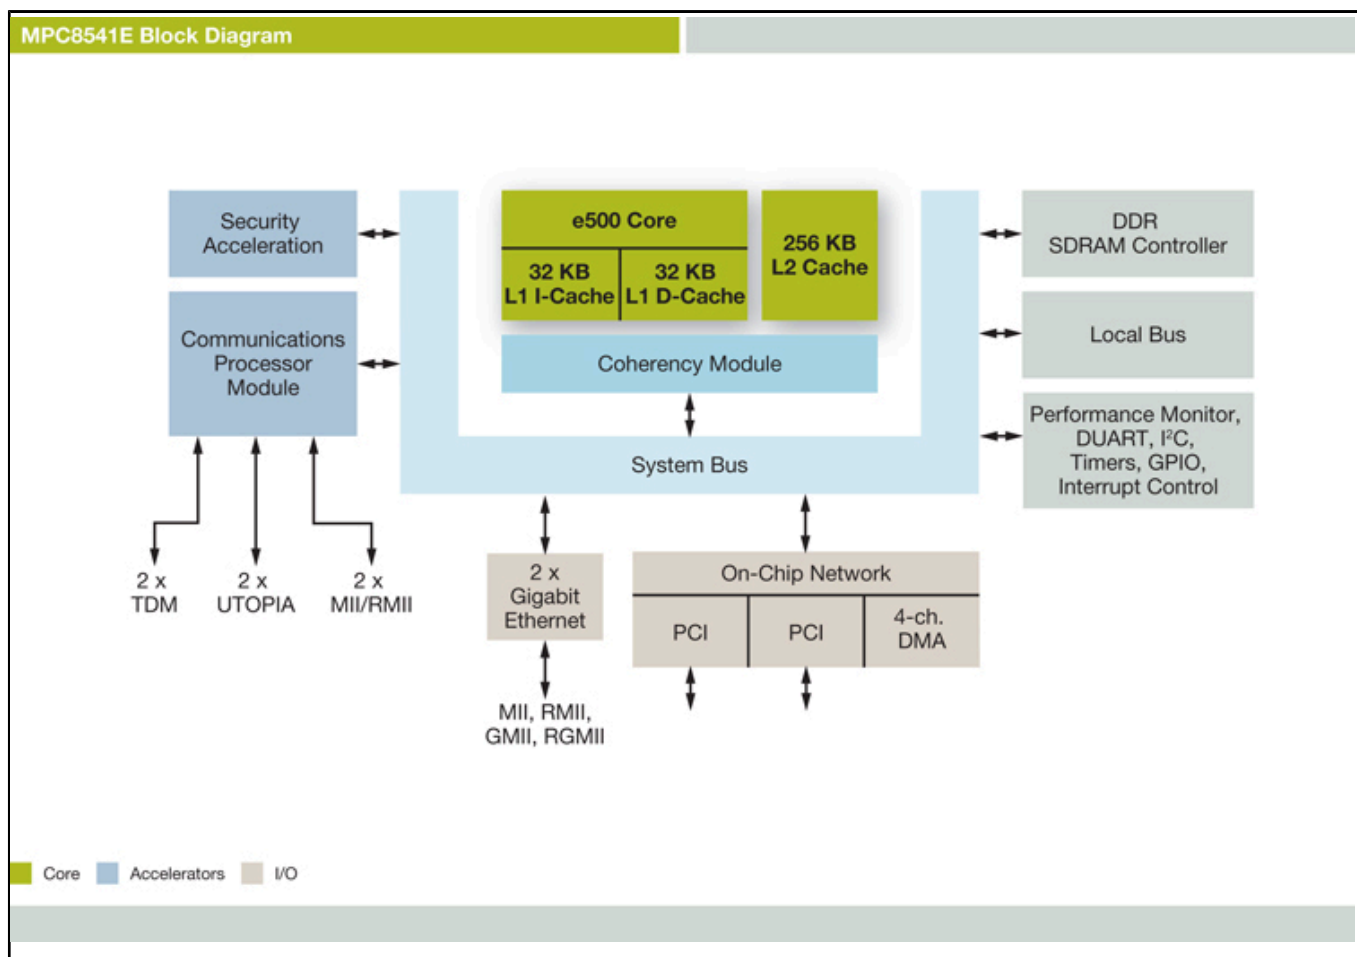 MPC8541E Block Diagram
Security
Acceleration
Communications
Processor
Module
2 x
TDM
2 x
UTOPIA
2 x
MII/RMII
e500 Core
32 KB
L1 I-Cache
32 KB
L1 D-Cache
256 KB
L2 Cache
Coherency Module
System Bus
DDR
SDRAM Controller
Local Bus
Performance Monitor,
DUART, I²C,
Timers, GPIO,
Interrupt Control
2 x
Gigabit
Ethernet
MII, RMII,
GMII, RGMII
On-Chip Network
PCI
PCI
4-ch.
DMA
Core
Accelerators
I/O